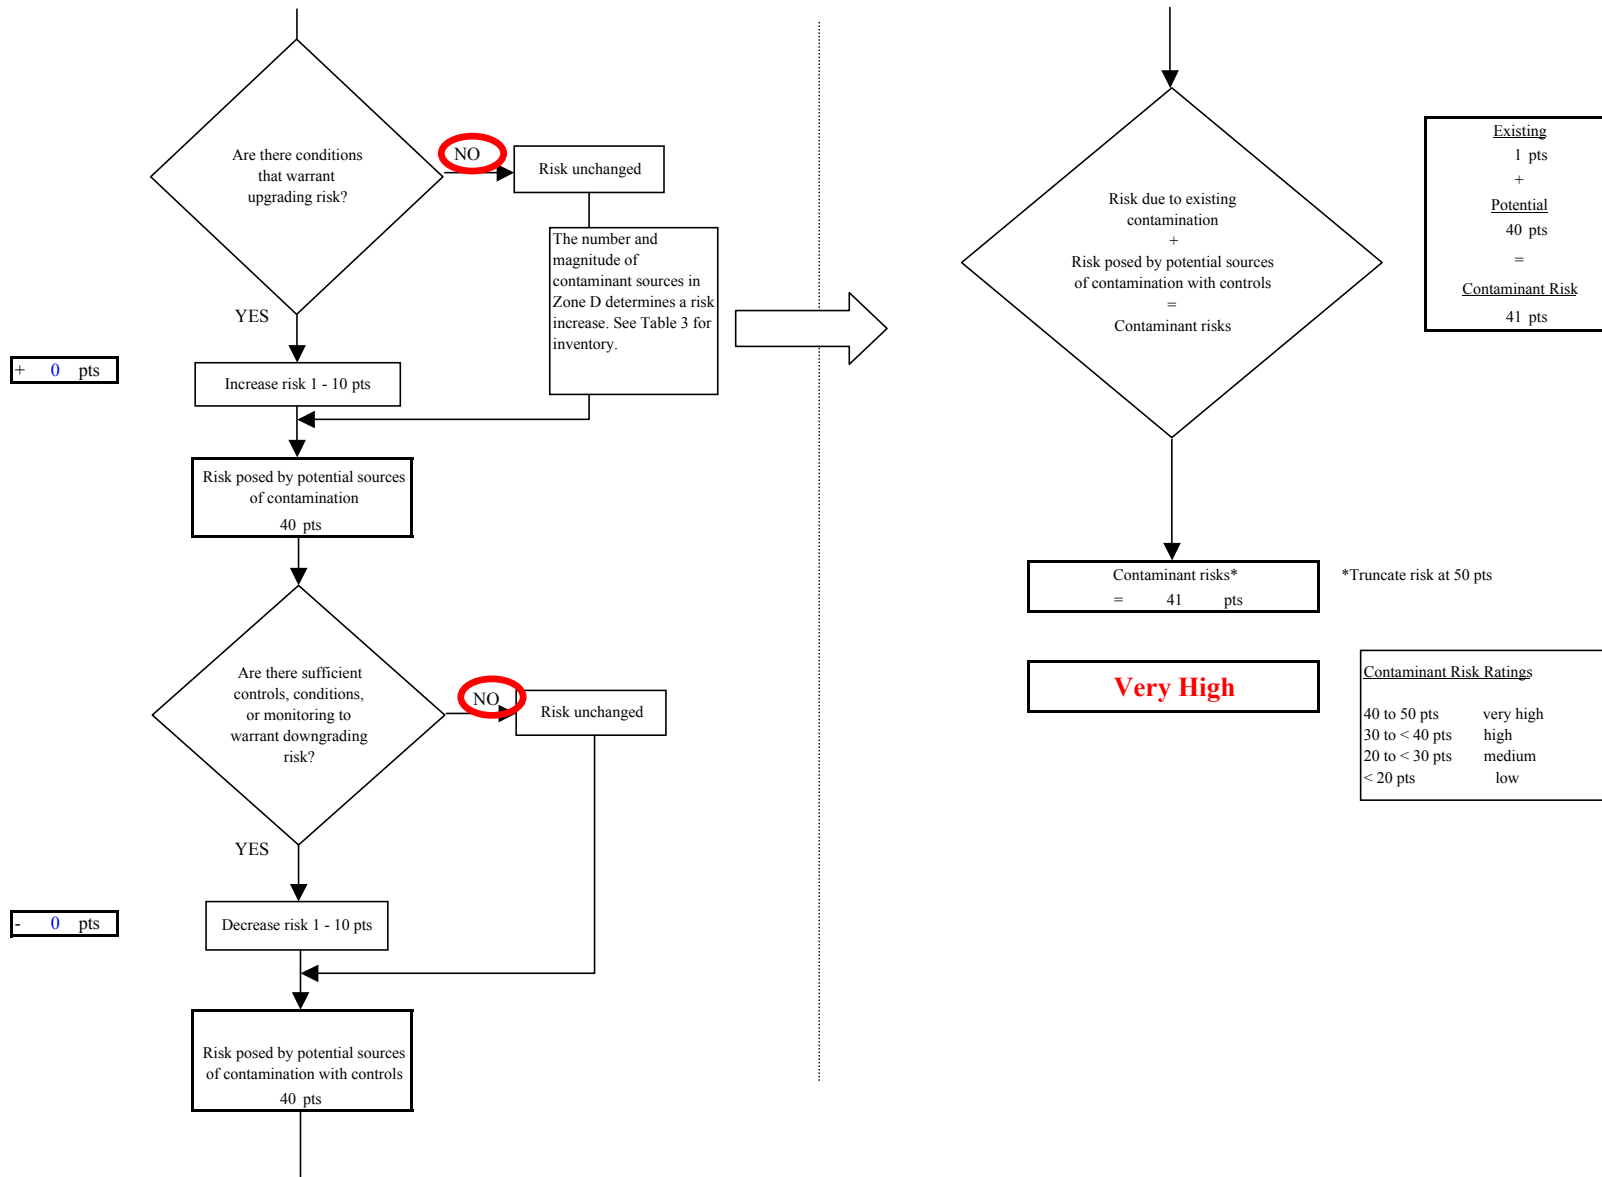 Are there conditions
that warrant
upgrading risk?
NO
Risk unchanged
The number and
magnitude of
contaminant sources in
Zone D determines a risk
increase. See Table 3 for
inventory.
YES
+ 0 pts
Increase risk 1 - 10 pts
Risk posed by potential sources
of contamination
40 pts
Are there sufficient
controls, conditions,
or monitoring to
warrant downgrading
risk?
NO
Risk unchanged
YES
- 0 pts
Decrease risk 1 - 10 pts
Risk posed by potential sources
of contamination with controls
40 pts
Risk due to existing
contamination
+
Risk posed by potential sources
of contamination with controls
=
Contaminant risks
Existing
1 pts
+
Potential
40 pts
=
Contaminant Risk
41 pts
Contaminant risks*
= 41 pts
*Truncate risk at 50 pts
Very High
Contaminant Risk Ratings
40 to 50 pts very high
30 to < 40 pts high
20 to < 30 pts medium
< 20 pts low